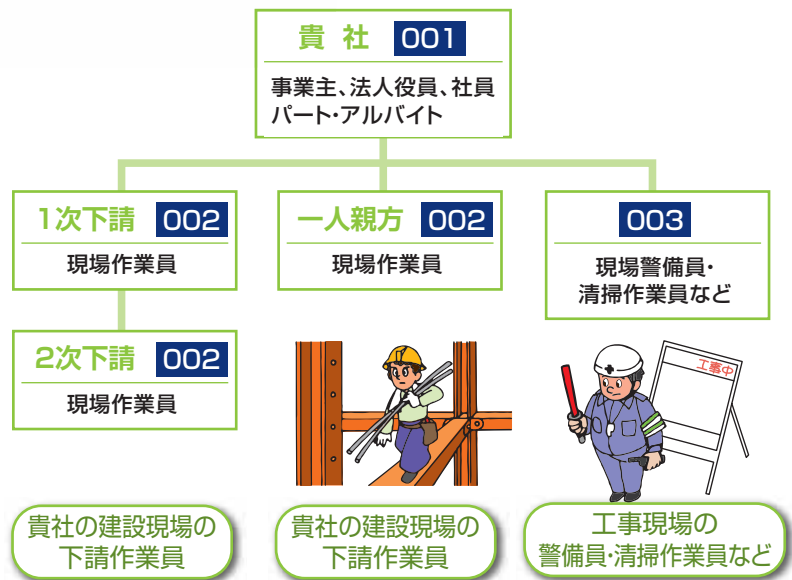 貴 社 001
事業主、法人役員、社員
パート・アルバイト
1次下請 002
現場作業員
一人親方 002
現場作業員
003
現場警備員・
清掃作業員など
2次下請 002
現場作業員
工事中
貴社の建設現場の
下請作業員
貴社の建設現場の
下請作業員
工事現場の
警備員・清掃作業員など